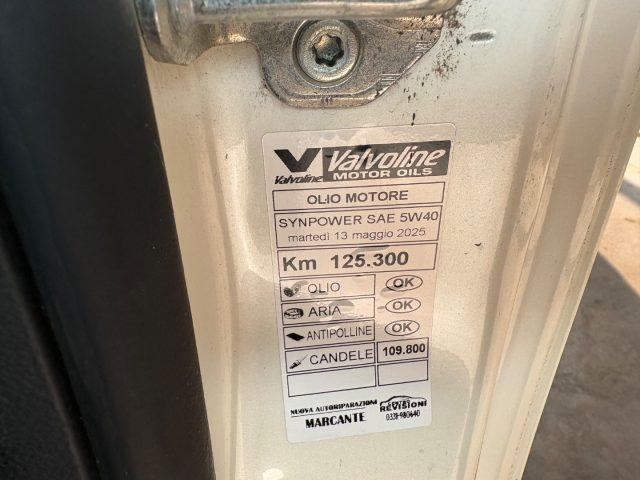 Valvoline
Valvoline
MOTOR OILS
OLIO MOTORE
SYNPOWER SAE 5W40
martedì 13 maggio 2025
Km 125.300
OLIO OK
ARIA OK
ANTIPOLLINE OK
CANDELE 109.800
NUOVA AUTORIPARAZIONI
MARCANTE
CENTRO
REVISIONI